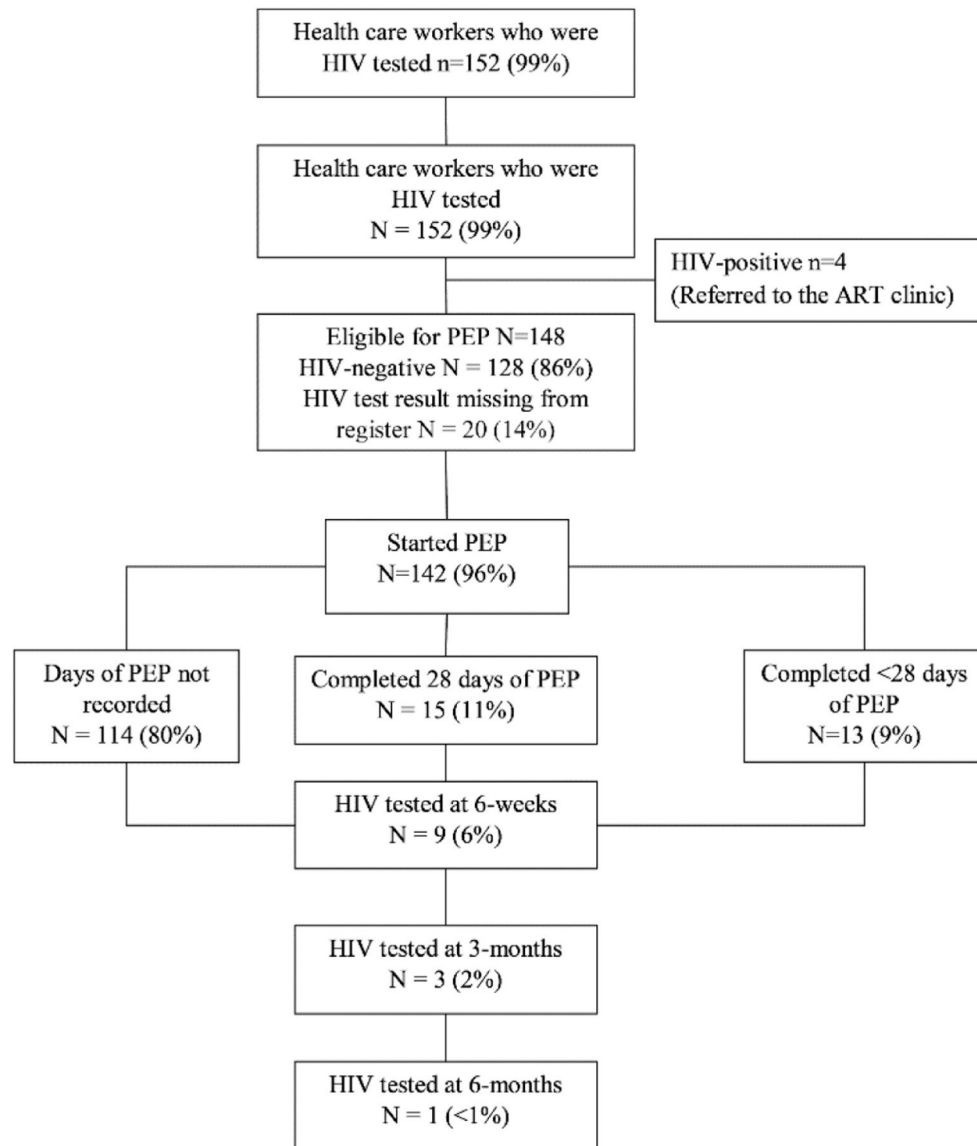 Health care workers who were
HIV tested n=152 (99%)
Health care workers who were
HIV tested
N = 152 (99%)
HIV-positive n=4
(Referred to the ART clinic)
Eligible for PEP N=148
HIV-negative N = 128 (86%)
HIV test result missing from
register N = 20 (14%)
Started PEP
N=142 (96%)
Days of PEP not
recorded
N = 114 (80%)
Completed 28 days of PEP
N = 15 (11%)
Completed <28 days
of PEP
N=13 (9%)
HIV tested at 6-weeks
N = 9 (6%)
HIV tested at 3-months
N = 3 (2%)
HIV tested at 6-months
N = 1 (<1%)